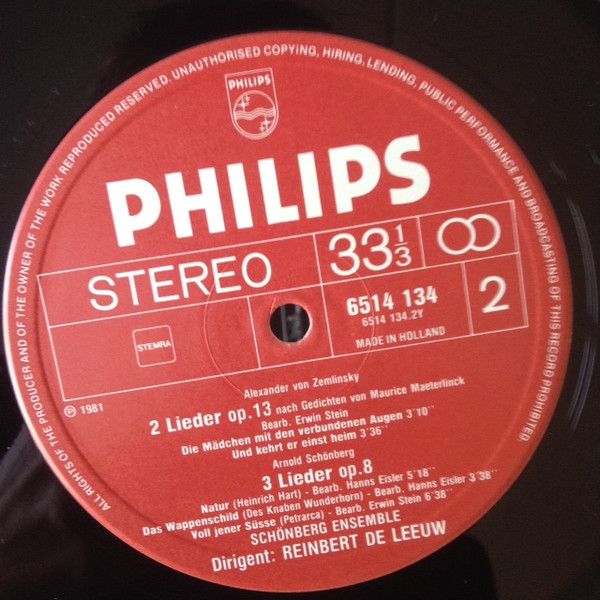 ALL RIGHTS OF THE PRODUCER AND OF THE OWNER OF THE WORK REPRODUCED RESERVED. UNAUTHORISED COPYING, HIRING, LENDING, PUBLIC PERFORMANCE AND BROADCASTING OF THIS RECORD PROHIBITED.
PHILIPS
PHILIPS
STEREO
33 1/3
6514 134
6514 134.2Y
2
STEMRA
MADE IN HOLLAND
℗ 1981
Alexander von Zemlinsky
2 Lieder op.13 nach Gedichten von Maurice Maeterlinck
Bearb. Erwin Stein
Die Mädchen mit den verbundenen Augen 3'10''
Und kehrt er einst heim 3'36''
Arnold Schönberg
3 Lieder op.8
Natur (Heinrich Hart) - Bearb. Hanns Eisler 5'18''
Das Wappenschild (Des Knaben Wunderhorn) - Bearb. Hanns Eisler 3'38''
Voll jener Süsse (Petrarca) - Bearb. Erwin Stein 6'38''
SCHÖNBERG ENSEMBLE
Dirigent: REINBERT DE LEEUW